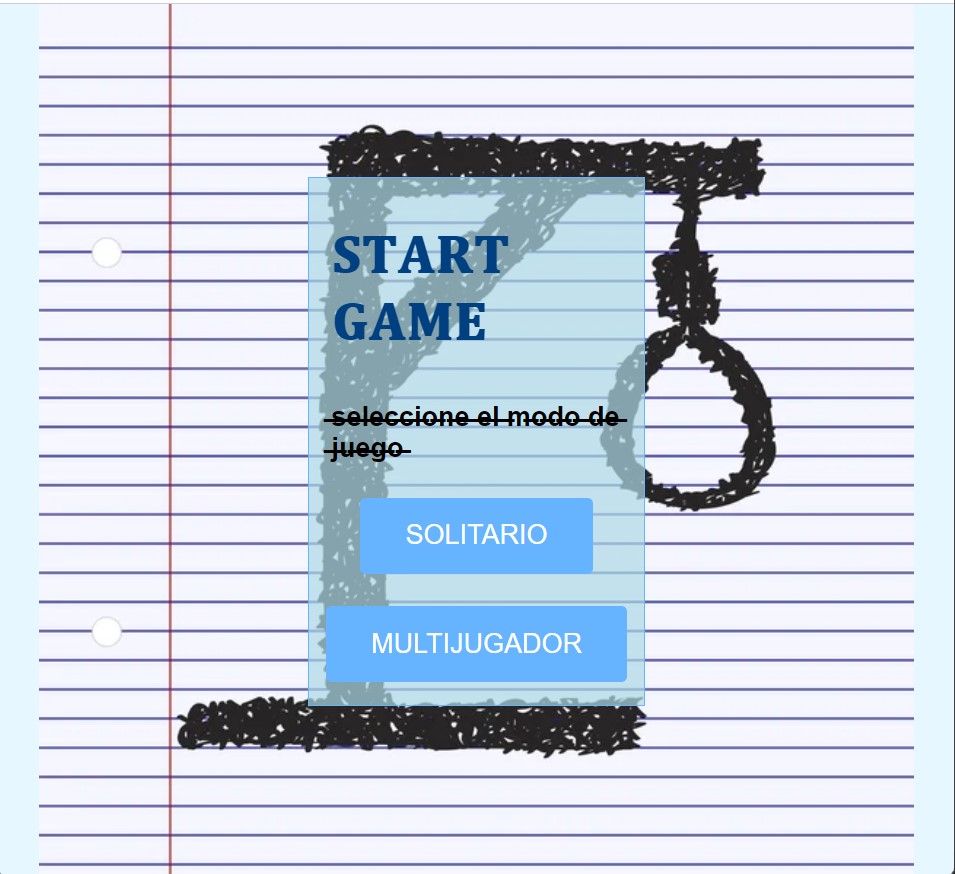 START
GAME
seleccione el modo de
juego
SOLITARIO
MULTIJUGADOR